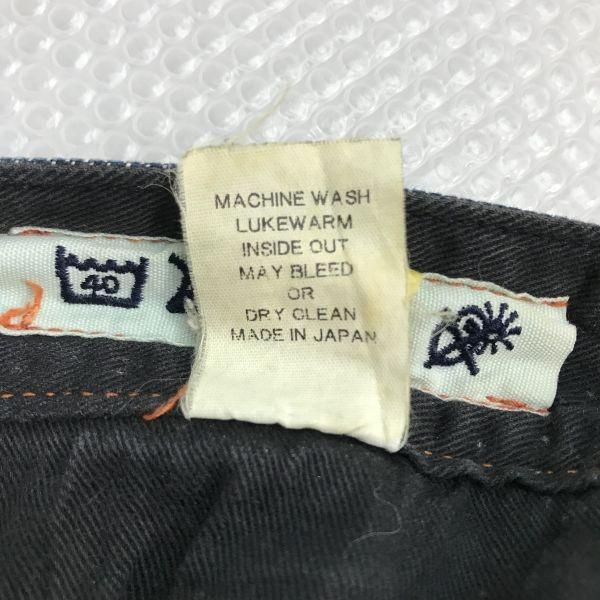 MACHINE WASH
LUKEWARM
INSIDE OUT
MAY BLEED
OR
DRY CLEAN
MADE IN JAPAN
40